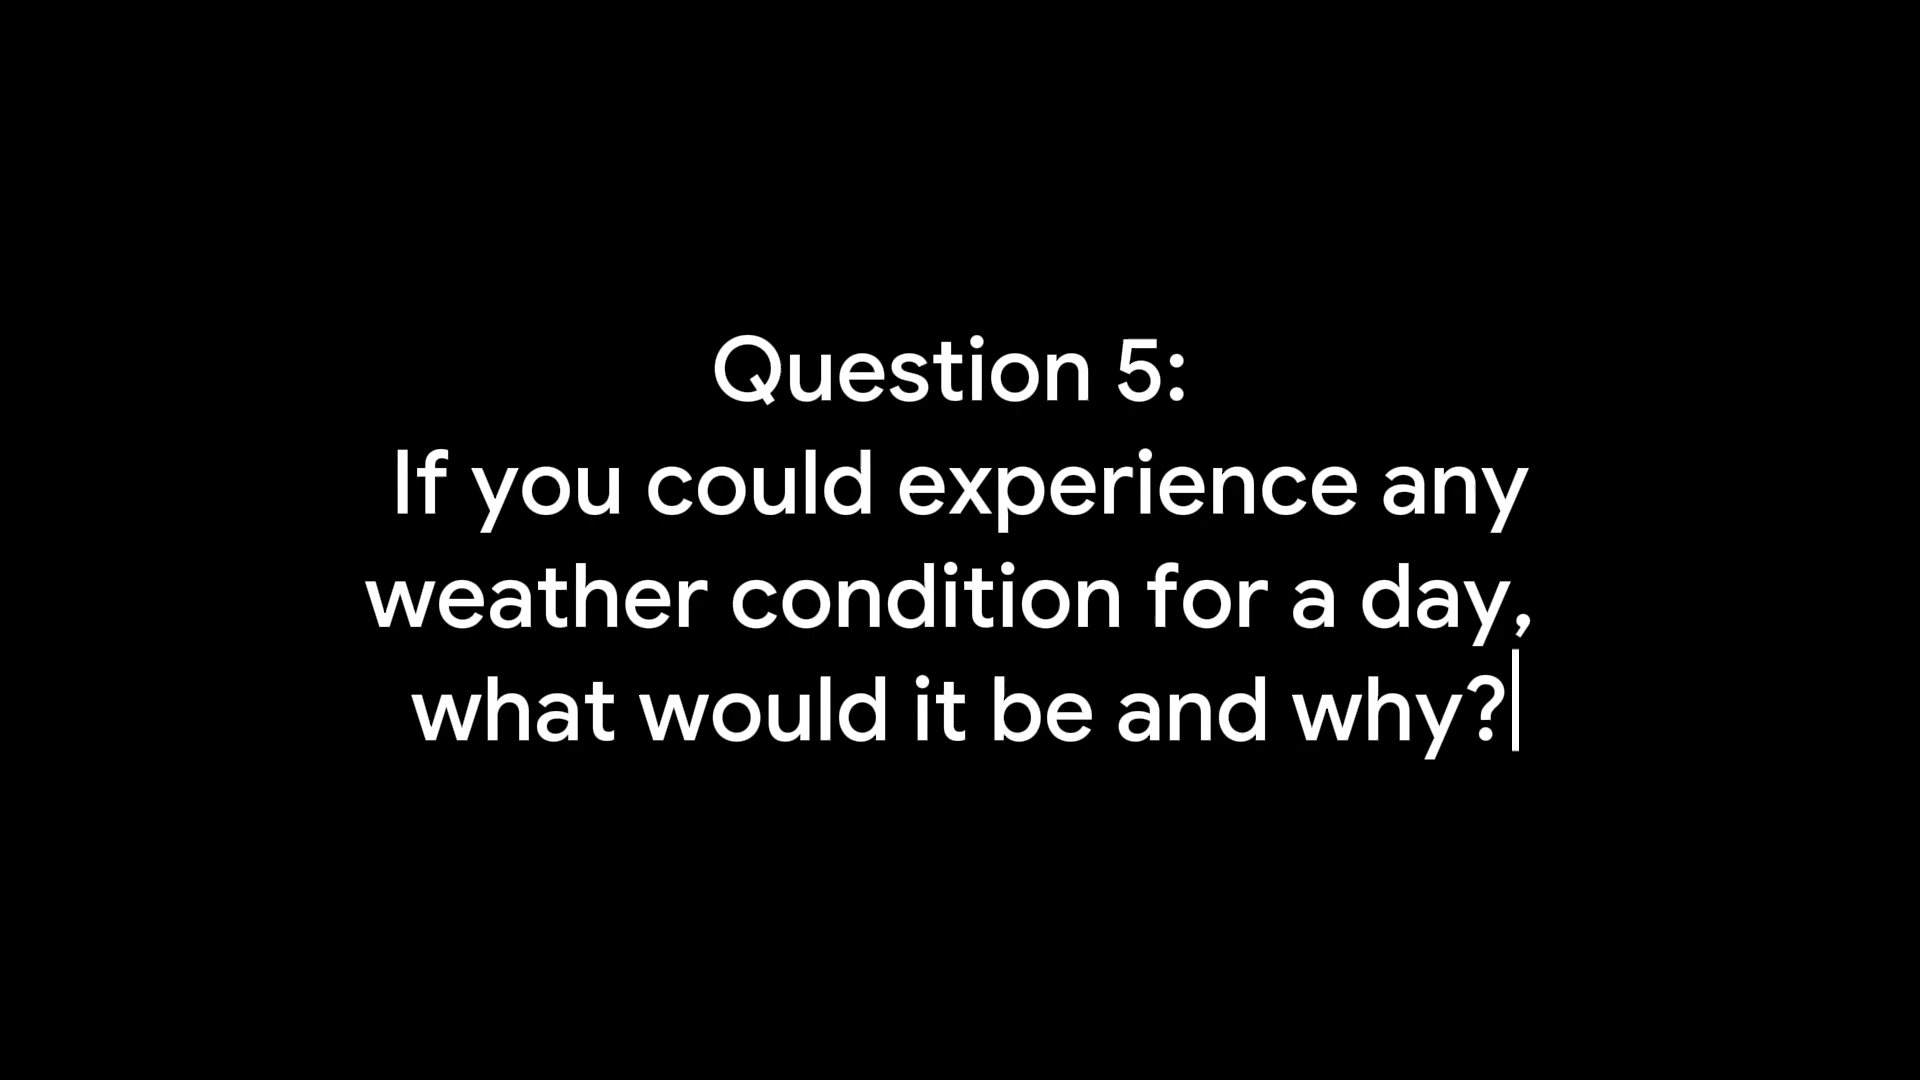 Question 5:
If you could experience any
weather condition for a day,
what would it be and why?